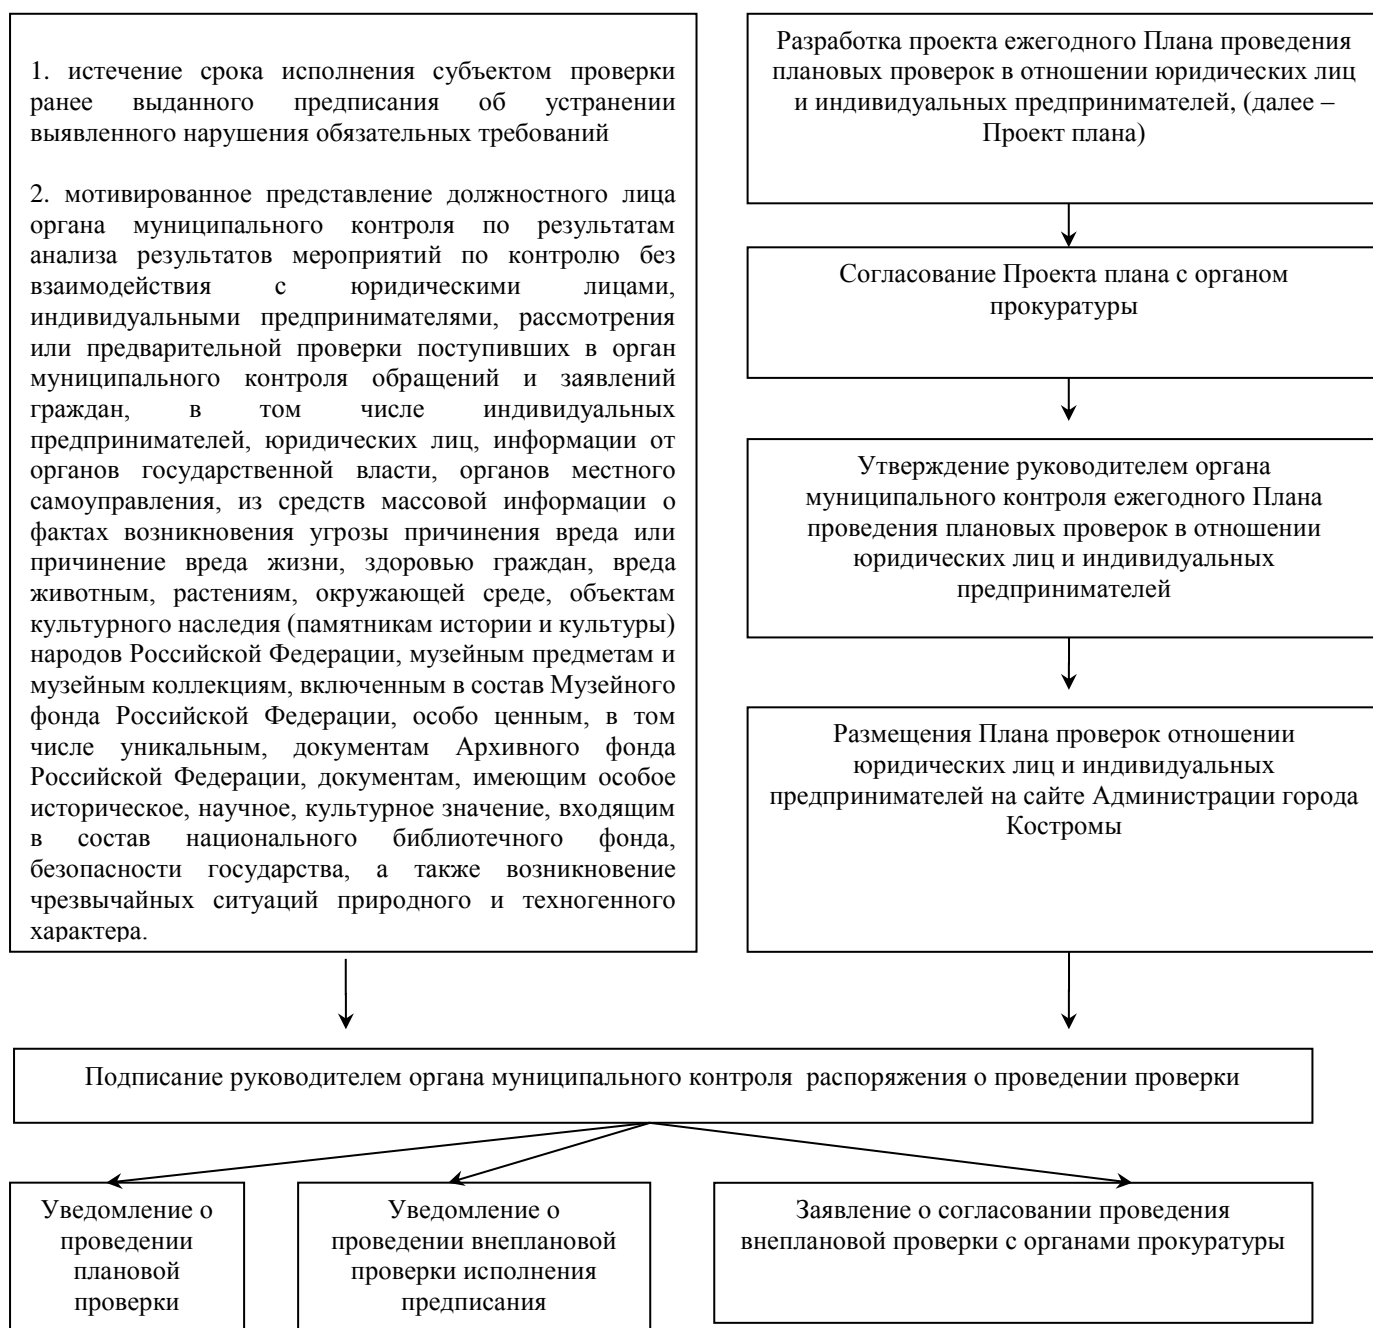 1. истечение срока исполнения субъектом проверки
ранее выданного предписания об устранении
выявленного нарушения обязательных требований
2. мотивированное представление должностного лица
органа муниципального контроля по результатам
анализа результатов мероприятий по контролю без
взаимодействия с юридическими лицами,
индивидуальными предпринимателями, рассмотрения
или предварительной проверки поступивших в орган
муниципального контроля обращений и заявлений
граждан, в том числе индивидуальных
предпринимателей, юридических лиц, информации от
органов государственной власти, органов местного
самоуправления, из средств массовой информации о
фактах возникновения угрозы причинения вреда или
причинение вреда жизни, здоровью граждан, вреда
животным, растениям, окружающей среде, объектам
культурного наследия (памятникам истории и культуры)
народов Российской Федерации, музейным предметам и
музейным коллекциям, включенным в состав Музейного
фонда Российской Федерации, особо ценным, в том
числе уникальным, документам Архивного фонда
Российской Федерации, документам, имеющим особое
историческое, научное, культурное значение, входящим
в состав национального библиотечного фонда,
безопасности государства, а также возникновение
чрезвычайных ситуаций природного и техногенного
характера.
Разработка проекта ежегодного Плана проведения
плановых проверок в отношении юридических лиц
и индивидуальных предпринимателей, (далее –
Проект плана)
Согласование Проекта плана с органом
прокуратуры
Утверждение руководителем органа
муниципального контроля ежегодного Плана
проведения плановых проверок в отношении
юридических лиц и индивидуальных
предпринимателей
Размещения Плана проверок отношении
юридических лиц и индивидуальных
предпринимателей на сайте Администрации города
Костромы
Подписание руководителем органа муниципального контроля распоряжения о проведении проверки
Уведомление о
проведении
плановой
проверки
Уведомление о
проведении внеплановой
проверки исполнения
предписания
Заявление о согласовании проведения
внеплановой проверки с органами прокуратуры